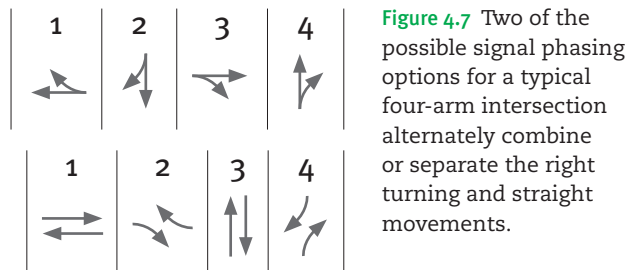 1 2 3 4
1 2 3 4
Figure 4.7 Two of the
possible signal phasing
options for a typical
four-arm intersection
alternately combine
or separate the right
turning and straight
movements.